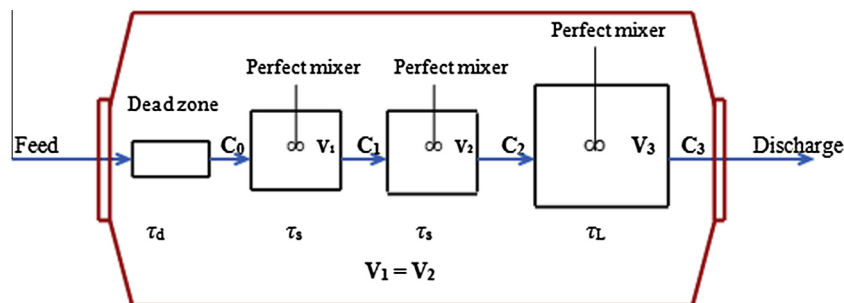 Perfect mixer
Perfect mixer
Perfect mixer
Dead zone
Feed
C₀
∞
V₁
C₁
∞
V₂
C₂
∞
V₃
C₃
Discharge
τd
τs
τs
τL
V₁ = V₂